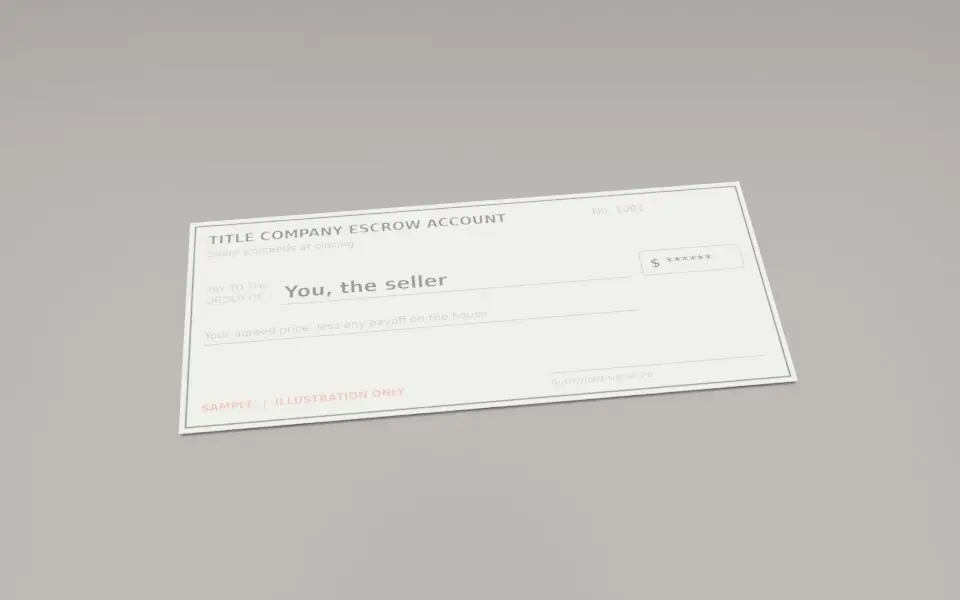 TITLE COMPANY ESCROW ACCOUNT
No. 1001
Seller proceeds at closing
$ ******
PAY TO THE
ORDER OF
You, the seller
Your agreed price, less any payoff on the house
AUTHORIZED SIGNATURE
SAMPLE | ILLUSTRATION ONLY